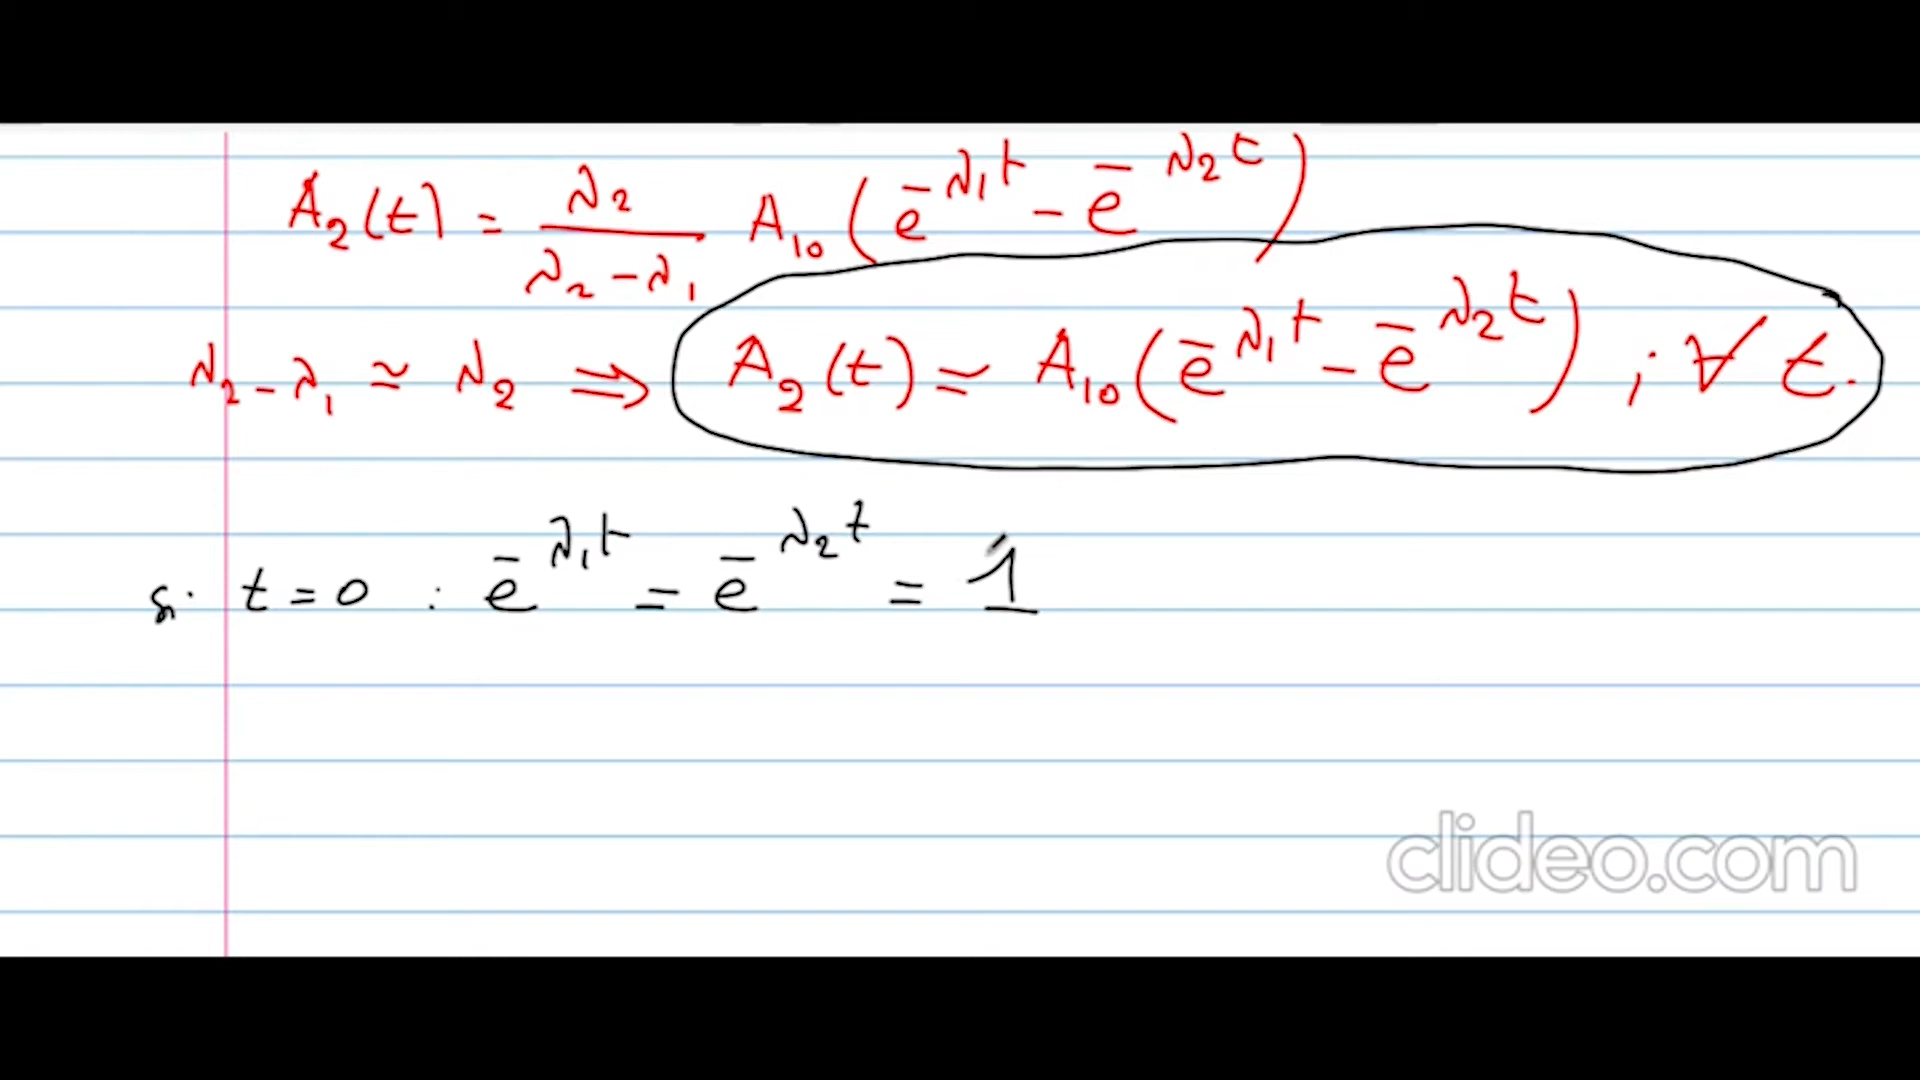 A₂(t) = λ₂/(λ₂-λ₁) A₁₀ (e^(-λ₁t) - e^(-λ₂t))
λ₂-λ₁ ≃ λ₂ ⇒ A₂(t) ≃ A₁₀ (e^(-λ₁t) - e^(-λ₂t)) ; ∀ t.
si t = 0 : e^(-λ₁t) = e^(-λ₂t) = 1
clideo.com